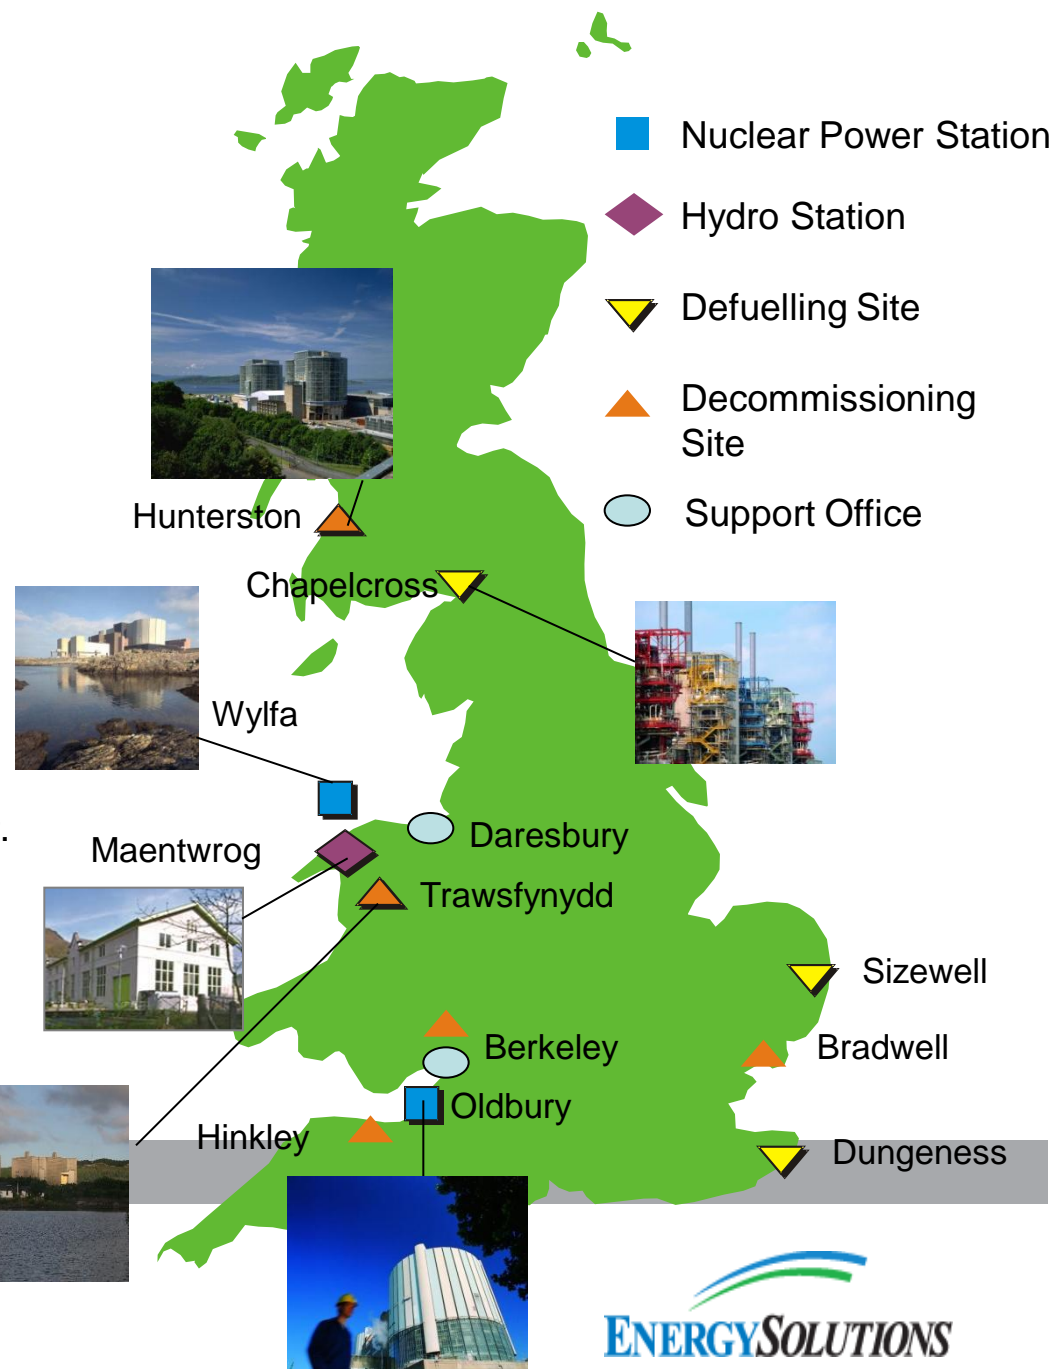 Nuclear Power Station
Hydro Station
Defuelling Site
Decommissioning
Site
Support Office
Hunterston
Chapelcross
Wylfa
.
Maentwrog
Daresbury
Trawsfynydd
Sizewell
Berkeley
Bradwell
Oldbury
Hinkley
Dungeness
ENERGYSOLUTIONS